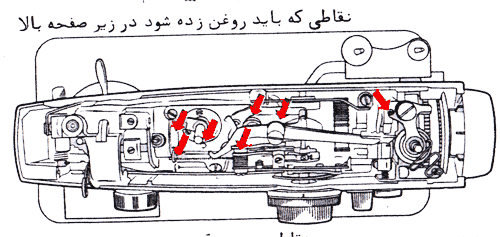 نقاطی که باید روغن زده شود در زیر صفحه بالا